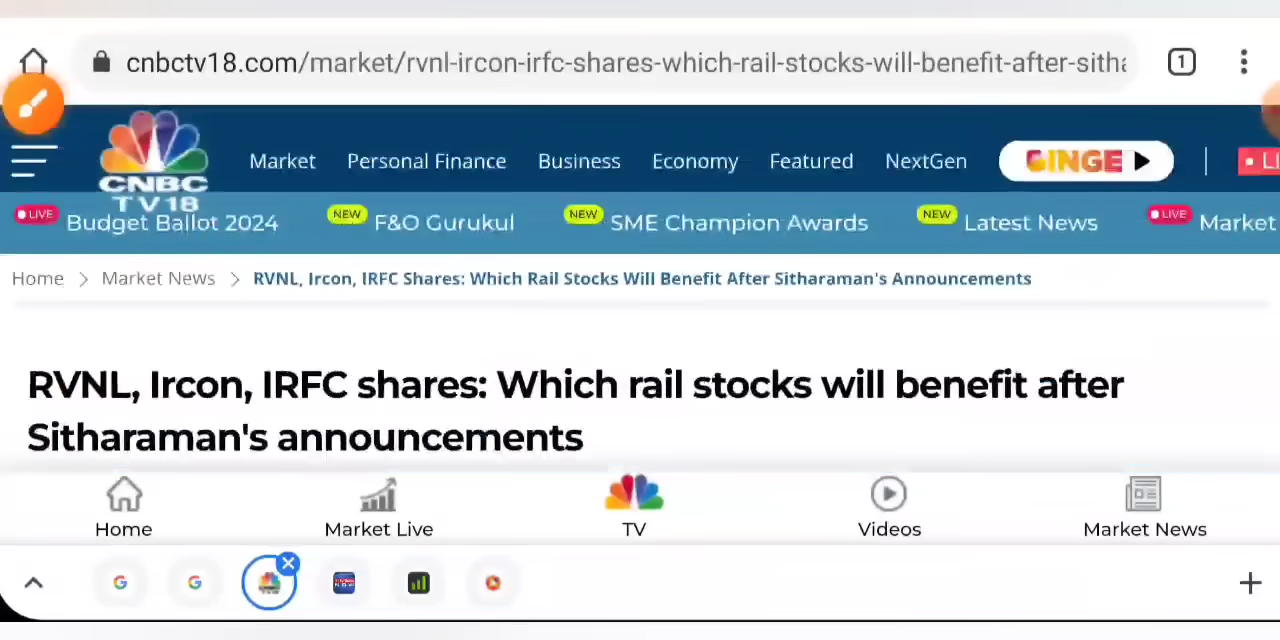 cnbctv18.com/market/rvnl-ircon-irfc-shares-which-rail-stocks-will-benefit-after-sitha
1
CNBC
TV18
Market Personal Finance Business Economy Featured NextGen BINGE LI
LIVE Budget Ballot 2024 NEW F&O Gurukul NEW SME Champion Awards NEW Latest News LIVE Market
Home > Market News > RVNL, Ircon, IRFC Shares: Which Rail Stocks Will Benefit After Sitharaman's Announcements
RVNL, Ircon, IRFC shares: Which rail stocks will benefit after
Sitharaman's announcements
Home Market Live TV Videos Market News